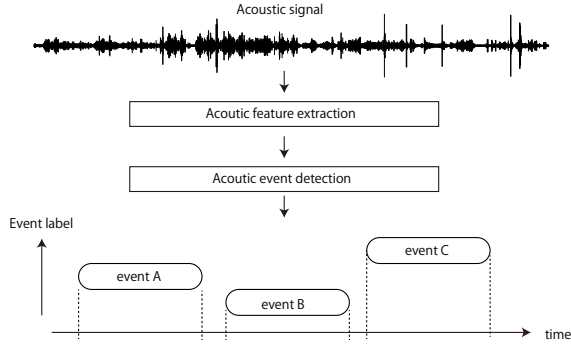 Acoustic signal
Acoutic feature extraction
Acoutic event detection
Event label
event C
event A
event B
time